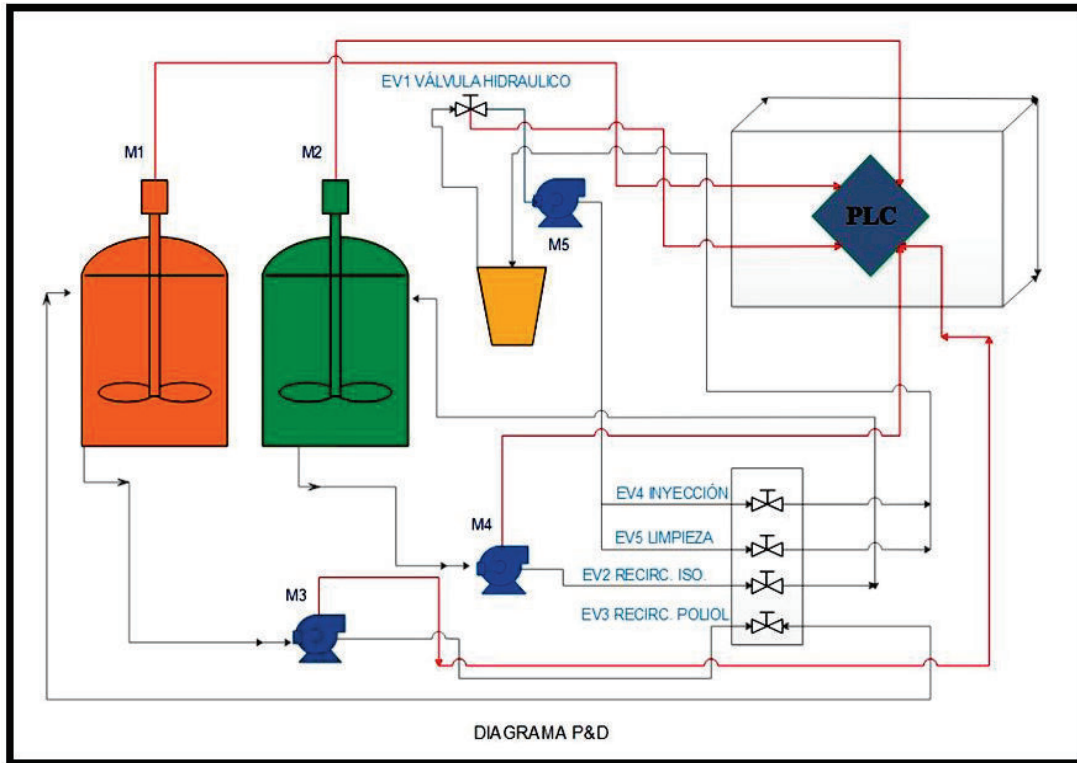 EV1 VÁLVULA HIDRAULICO
M1
M2
PLC
M5
EV4 INYECCIÓN
M4
EV5 LIMPIEZA
EV2 RECIRC. ISO.
M3
EV3 RECIRC. POLIOL
DIAGRAMA P&D